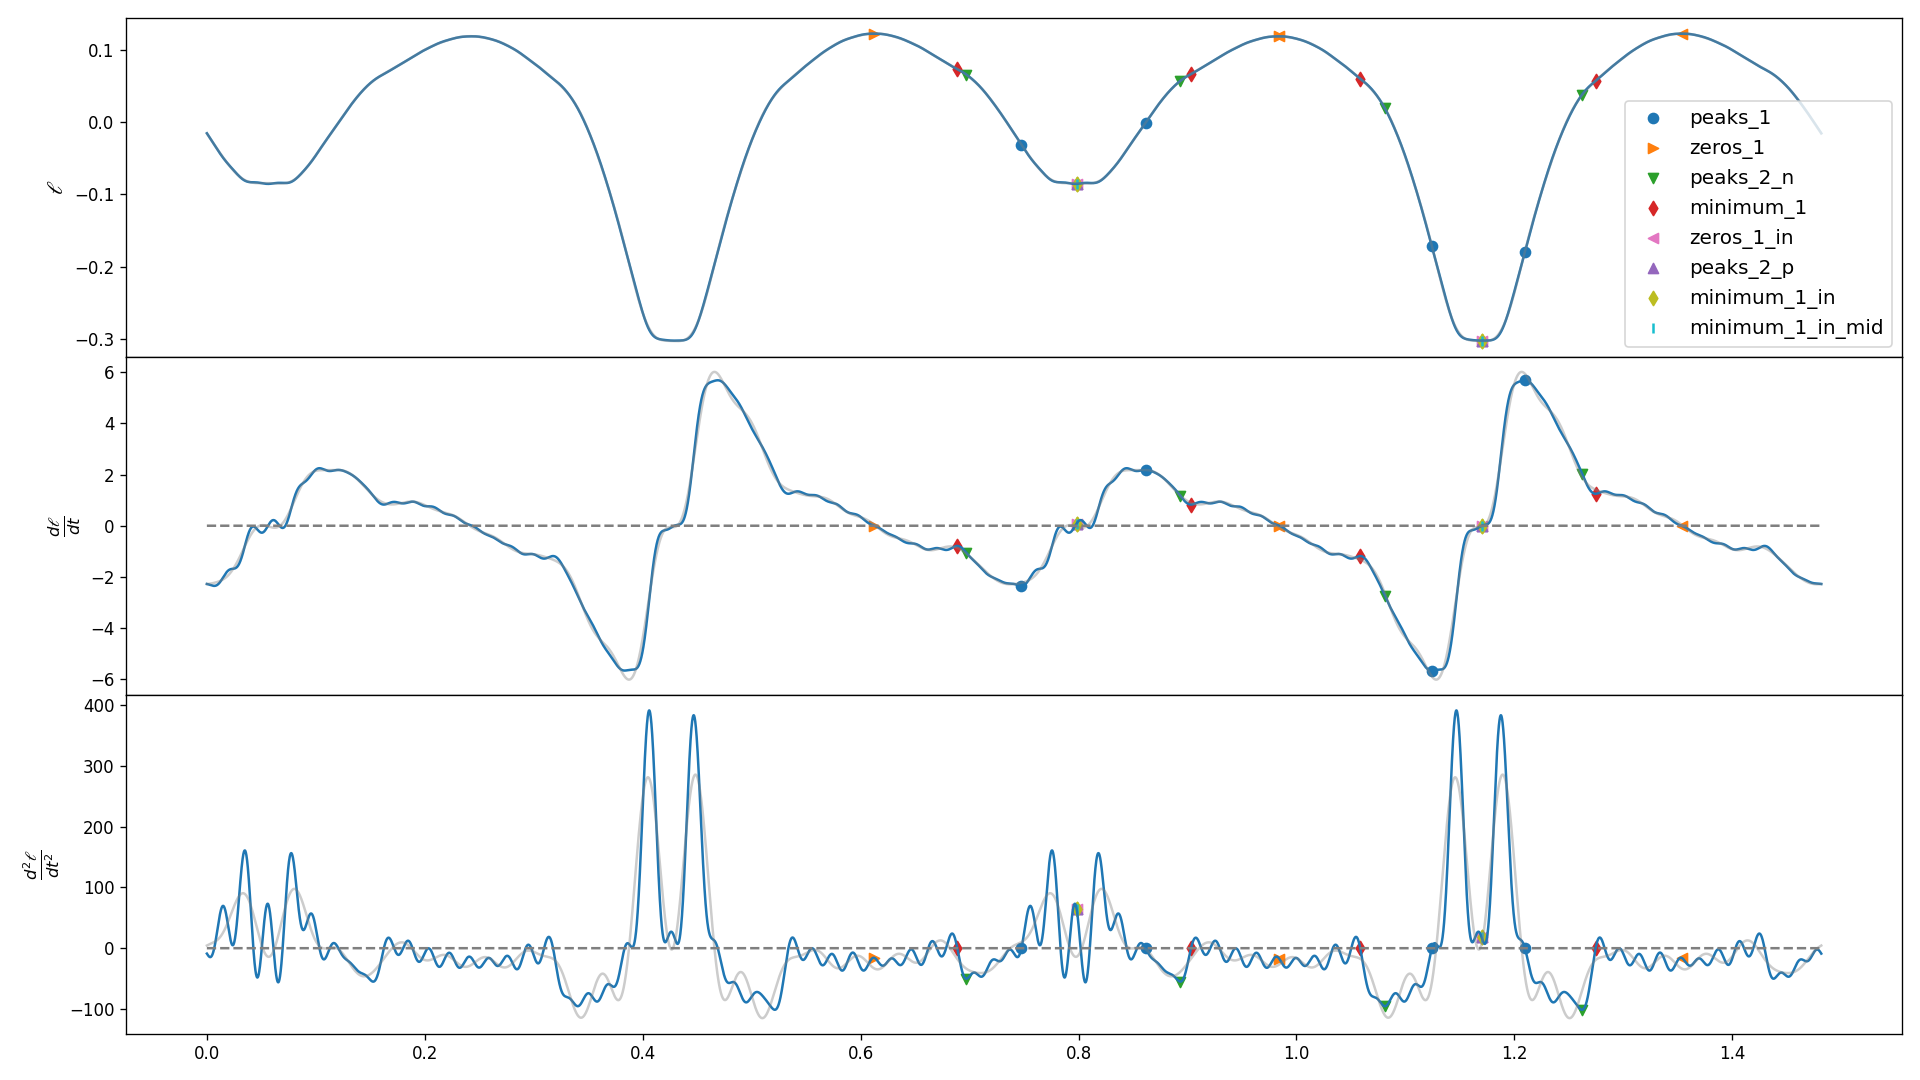 0.1
0.0
−0.1
−0.2
−0.3
ℓ
peaks_1
zeros_1
peaks_2_n
minimum_1
zeros_1_in
peaks_2_p
minimum_1_in
minimum_1_in_mid
6
4
2
0
−2
−4
−6
dℓ
dt
400
300
200
100
0
−100
d²ℓ
dt²
0.0 0.2 0.4 0.6 0.8 1.0 1.2 1.4